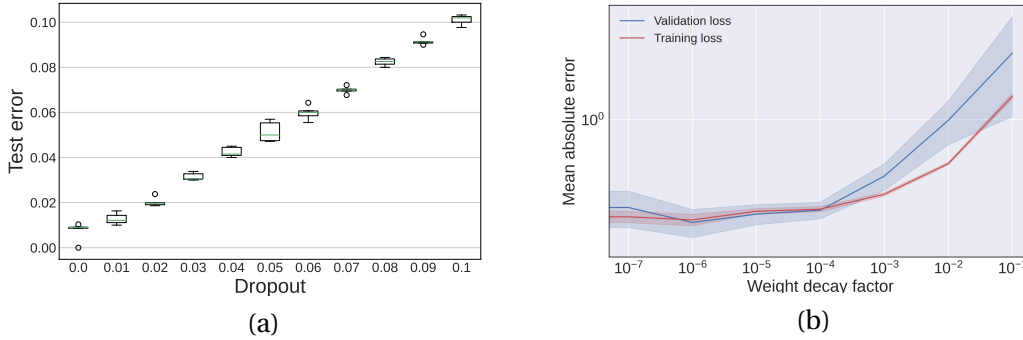 0.10
0.08
0.06
0.04
0.02
0.00
Test error
0.0 0.01 0.02 0.03 0.04 0.05 0.06 0.07 0.08 0.09 0.1
Dropout
(a)
Validation loss
Training loss
10⁰
Mean absolute error
10⁻⁷ 10⁻⁶ 10⁻⁵ 10⁻⁴ 10⁻³ 10⁻²
Weight decay factor
(b)